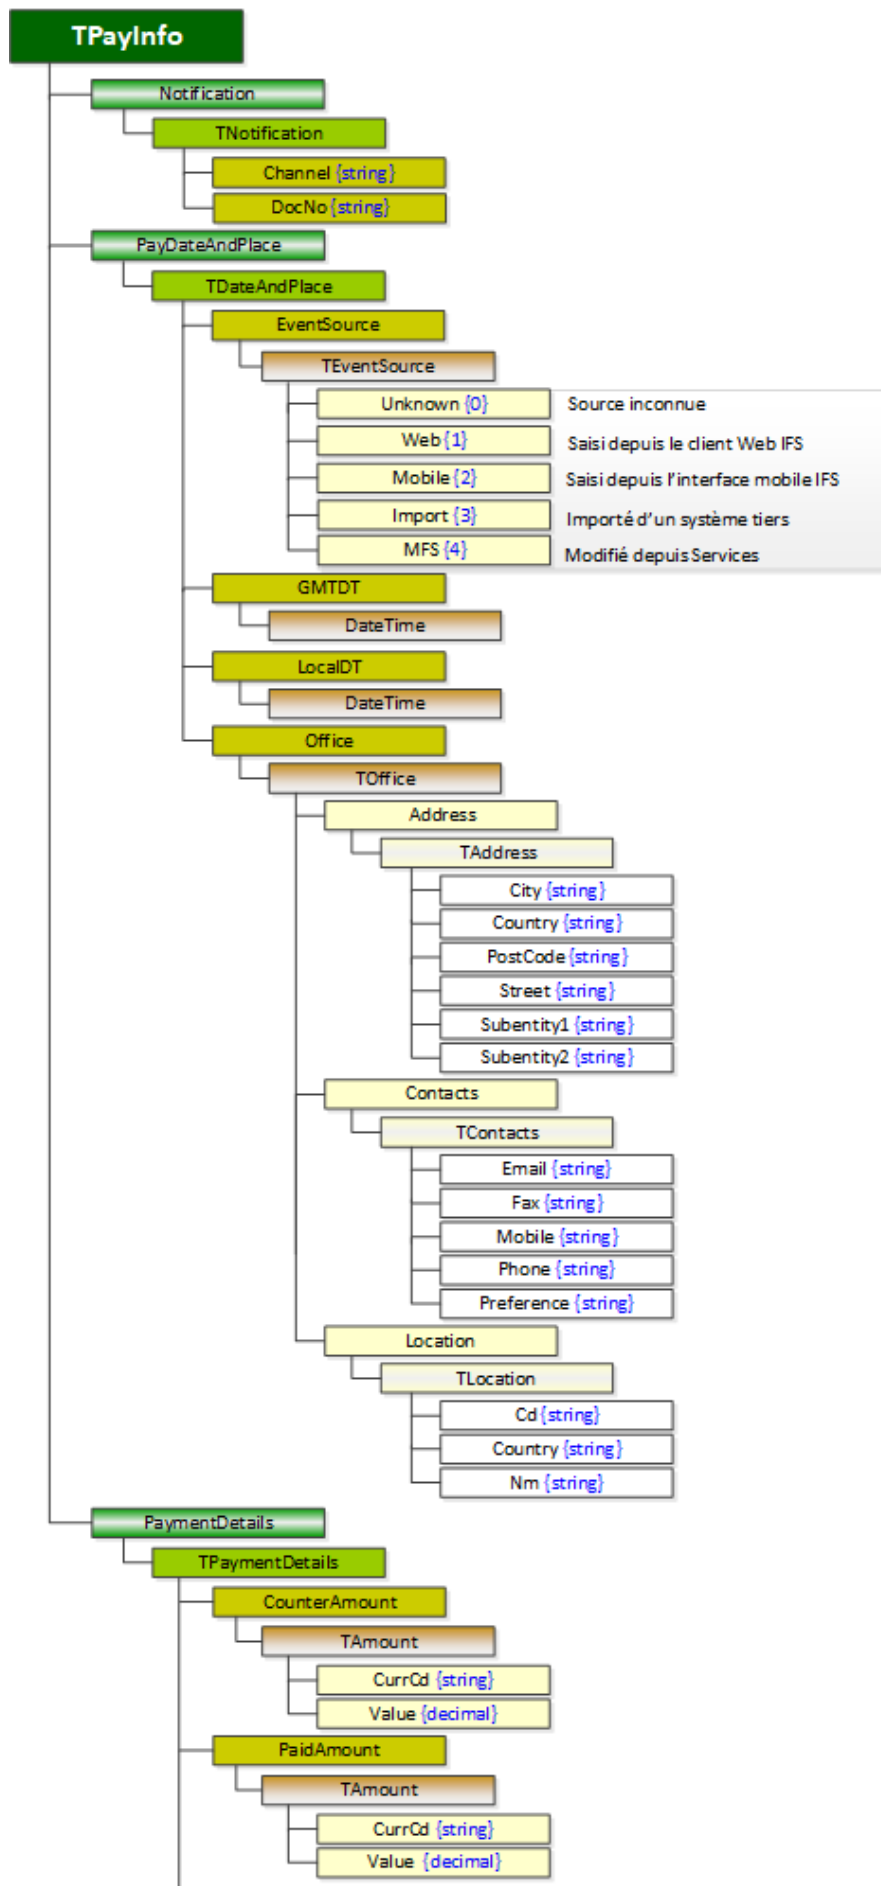 TPayInfo
Notification
TNotification
Channel {string}
DocNo {string}
PayDateAndPlace
TDateAndPlace
EventSource
TEventSource
Unknown {0} Source inconnue
Web {1} Saisi depuis le client Web IFS
Mobile {2} Saisi depuis l'interface mobile IFS
Import {3} Importé d'un système tiers
MFS {4} Modifié depuis Services
GMTDT
DateTime
LocalDT
DateTime
Office
TOffice
Address
TAddress
City {string}
Country {string}
PostCode {string}
Street {string}
Subentity1 {string}
Subentity2 {string}
Contacts
TContacts
Email {string}
Fax {string}
Mobile {string}
Phone {string}
Preference {string}
Location
TLocation
Cd {string}
Country {string}
Nm {string}
PaymentDetails
TPaymentDetails
CounterAmount
TAmount
CurrCd {string}
Value {decimal}
PaidAmount
TAmount
CurrCd {string}
Value {decimal}